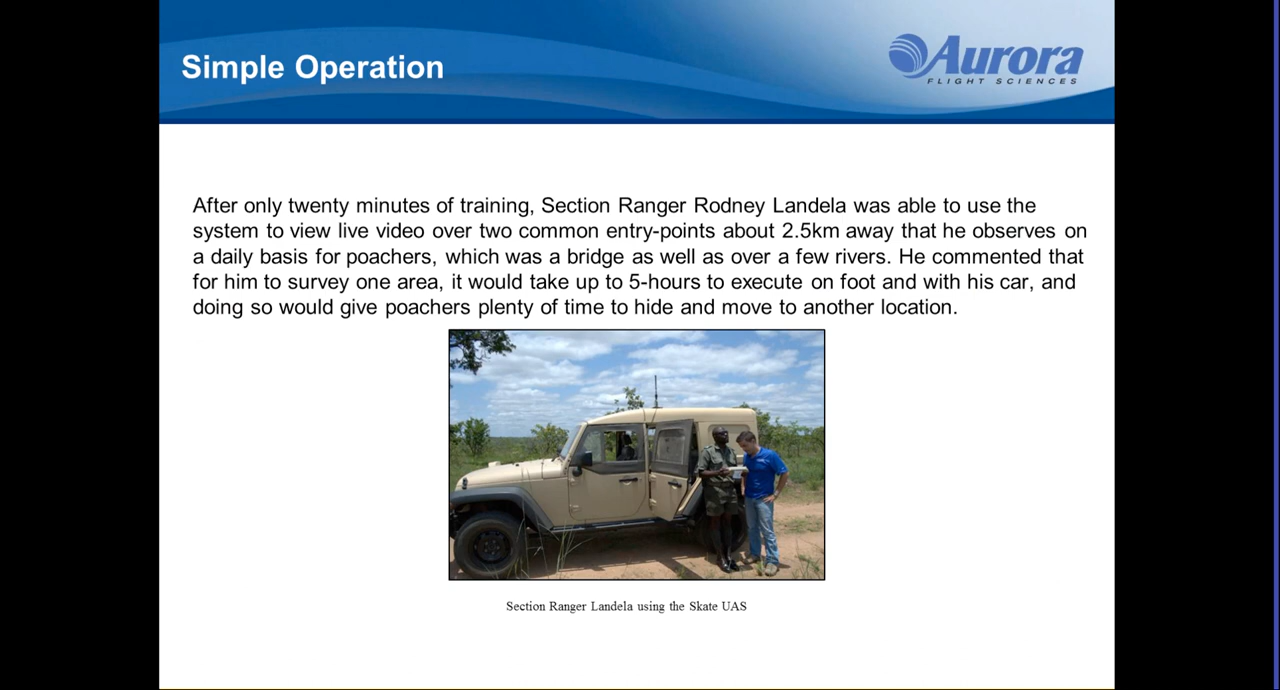 Simple Operation
Aurora
FLIGHT SCIENCES
After only twenty minutes of training, Section Ranger Rodney Landela was able to use the
system to view live video over two common entry-points about 2.5km away that he observes on
a daily basis for poachers, which was a bridge as well as over a few rivers. He commented that
for him to survey one area, it would take up to 5-hours to execute on foot and with his car, and
doing so would give poachers plenty of time to hide and move to another location.
Section Ranger Landela using the Skate UAS